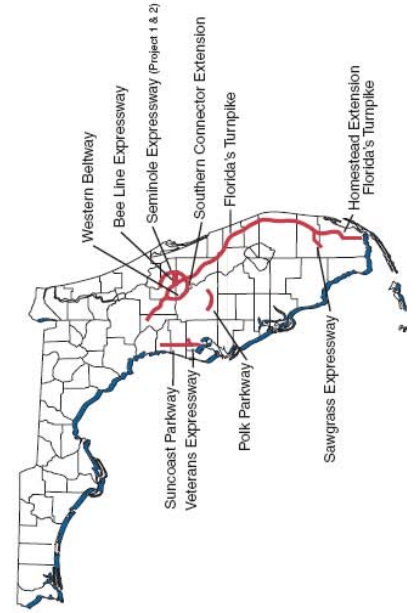 Western Beltway
Bee Line Expressway
Seminole Expressway (Project 1 & 2)
Southern Connector Extension
Florida's Turnpike
Suncoast Parkway
Veterans Expressway
Polk Parkway
Sawgrass Expressway
Homestead Extension
Florida's Turnpike